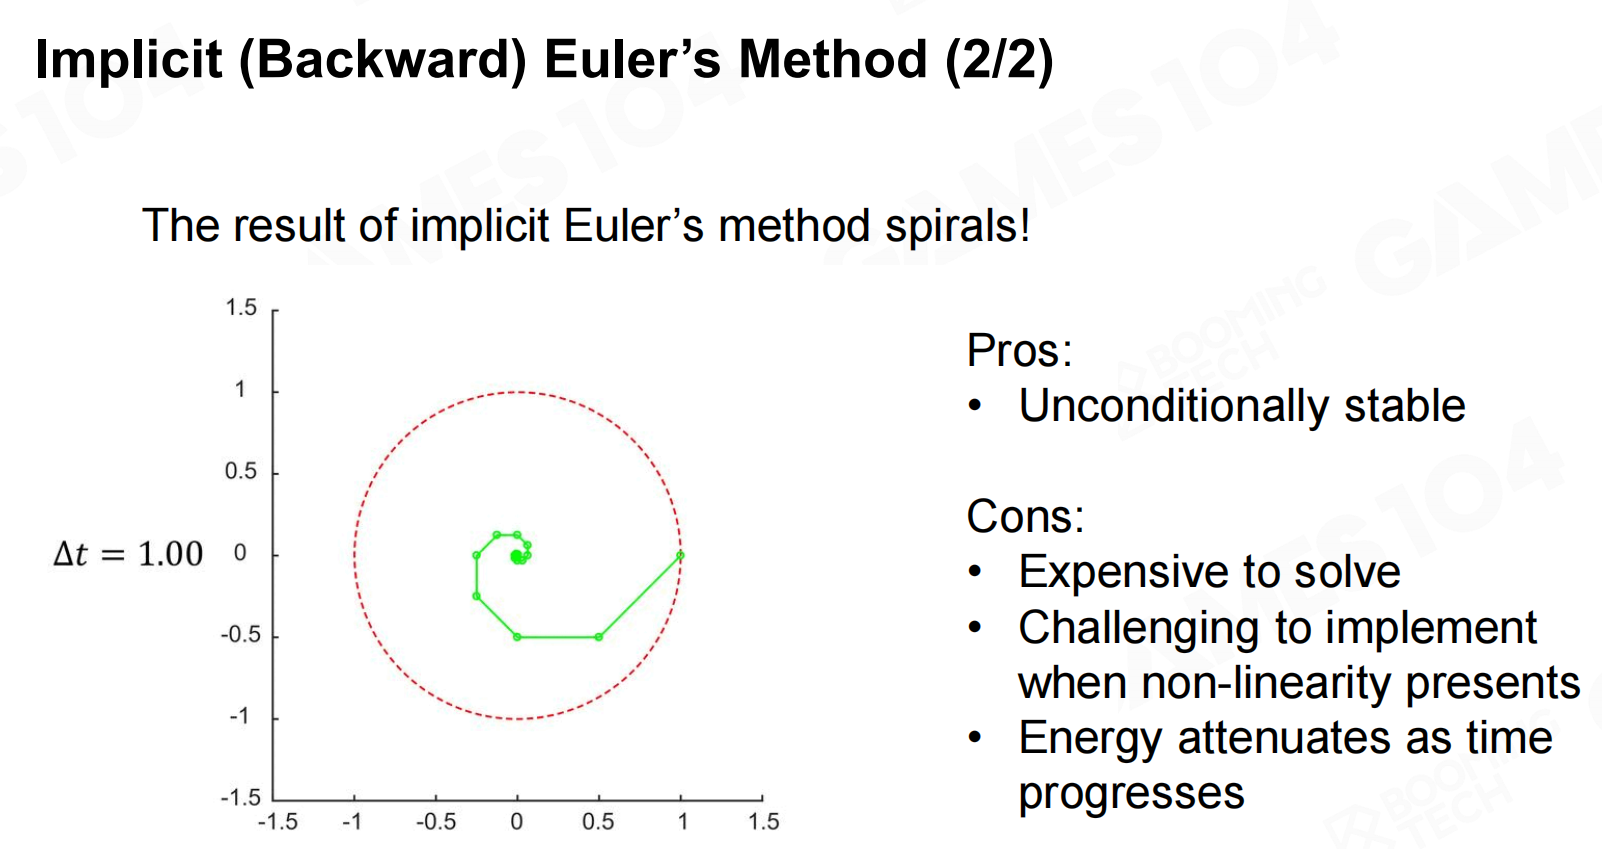 Implicit (Backward) Euler’s Method (2/2)
The result of implicit Euler’s method spirals!
1.5
1
0.5
Δt = 1.00 0
-0.5
-1
-1.5
-1.5 -1 -0.5 0 0.5 1 1.5
Pros:
• Unconditionally stable
Cons:
• Expensive to solve
• Challenging to implement
when non-linearity presents
• Energy attenuates as time
progresses
GAMES104
BOOMING
TECH